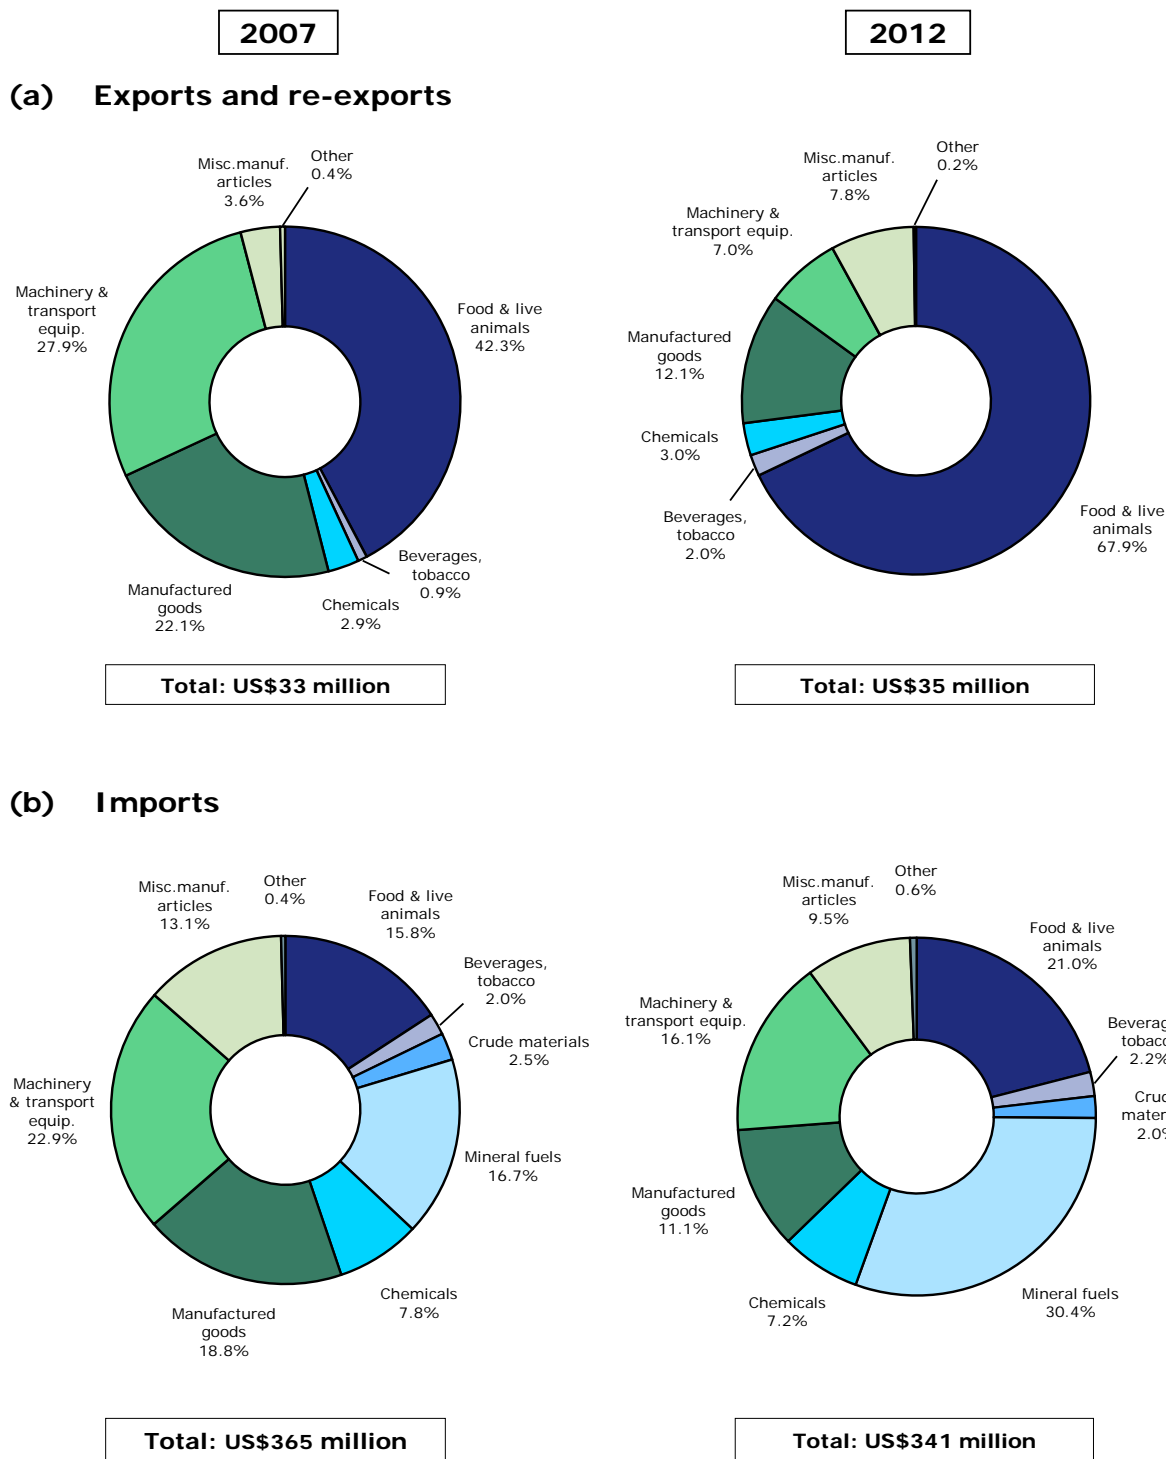 2007
2012
(a) Exports and re-exports
Misc.manuf.
articles
3.6%
Other
0.4%
Food & live
animals
42.3%
Beverages,
tobacco
0.9%
Chemicals
2.9%
Manufactured
goods
22.1%
Machinery &
transport
equip.
27.9%
Total: US$33 million
Other
0.2%
Misc.manuf.
articles
7.8%
Machinery &
transport equip.
7.0%
Manufactured
goods
12.1%
Chemicals
3.0%
Beverages,
tobacco
2.0%
Food & live
animals
67.9%
Total: US$35 million
(b) Imports
Misc.manuf.
articles
13.1%
Other
0.4%
Food & live
animals
15.8%
Beverages,
tobacco
2.0%
Crude materials
2.5%
Mineral fuels
16.7%
Chemicals
7.8%
Manufactured
goods
18.8%
Machinery
& transport
equip.
22.9%
Total: US$365 million
Other
0.6%
Misc.manuf.
articles
9.5%
Machinery &
transport equip.
16.1%
Manufactured
goods
11.1%
Chemicals
7.2%
Mineral fuels
30.4%
Food & live
animals
21.0%
2.2%
2.0%
Total: US$341 million